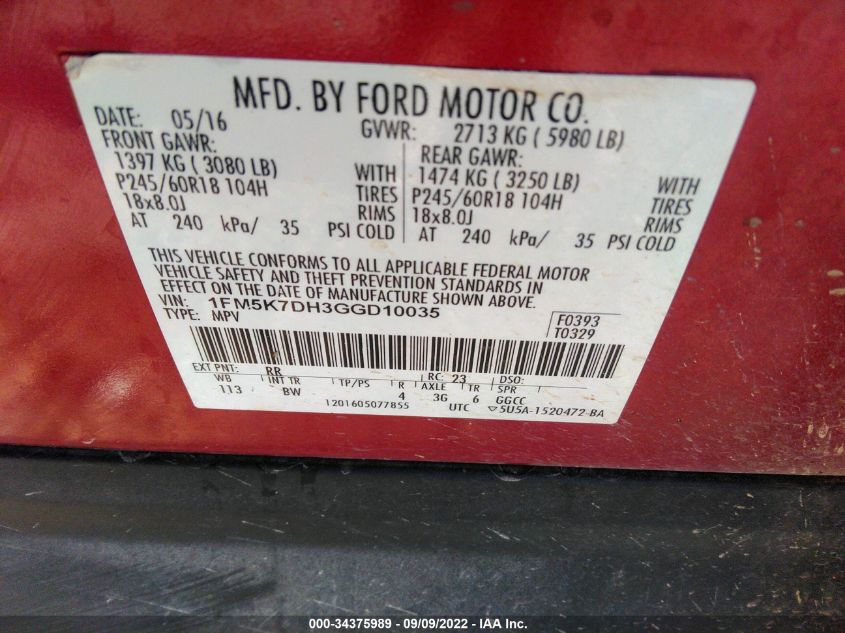 MFD. BY FORD MOTOR CO.
DATE: 05/16 GVWR: 2713 KG ( 5980 LB)
FRONT GAWR: REAR GAWR:
1397 KG ( 3080 LB) WITH 1474 KG ( 3250 LB) WITH
P245/60R18 104H TIRES P245/60R18 104H TIRES
18x8.0J RIMS 18x8.0J RIMS
AT 240 kPa/ 35 PSI COLD AT 240 kPa/ 35 PSI COLD
THIS VEHICLE CONFORMS TO ALL APPLICABLE FEDERAL MOTOR
VEHICLE SAFETY AND THEFT PREVENTION STANDARDS IN
EFFECT ON THE DATE OF MANUFACTURE SHOWN ABOVE.
VIN: 1FM5K7DH3GGD10035 F0393
TYPE: MPV T0329
EXT PNT: RR RC: 23 DSO:
WB INT TR TP/PS R AXLE TR SPR
113 BW 4 3G 6 GGCC
1201605077855 UTC ▽5U5A-1520472-BA
000-34375989 - 09/09/2022 - IAA Inc.